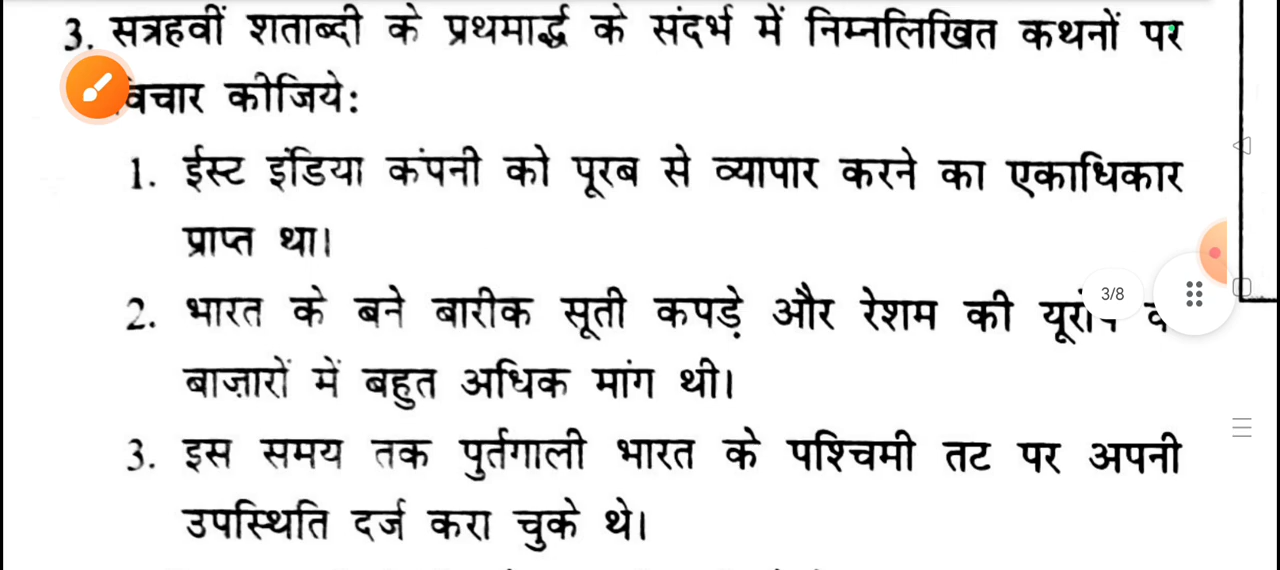 3. सत्रहवीं शताब्दी के प्रथमार्द्ध के संदर्भ में निम्नलिखित कथनों पर
कीजिये:
1. ईस्ट इंडिया कंपनी को पूरब से व्यापार करने का एकाधिकार
प्राप्त था।
2. भारत के बने बारीक सूती कपड़े और रेशम की
3/8
बाज़ारों में बहुत अधिक मांग थी।
3. इस समय तक पुर्तगाली भारत के पश्चिमी तट पर अपनी
उपस्थिति दर्ज करा चुके थे।